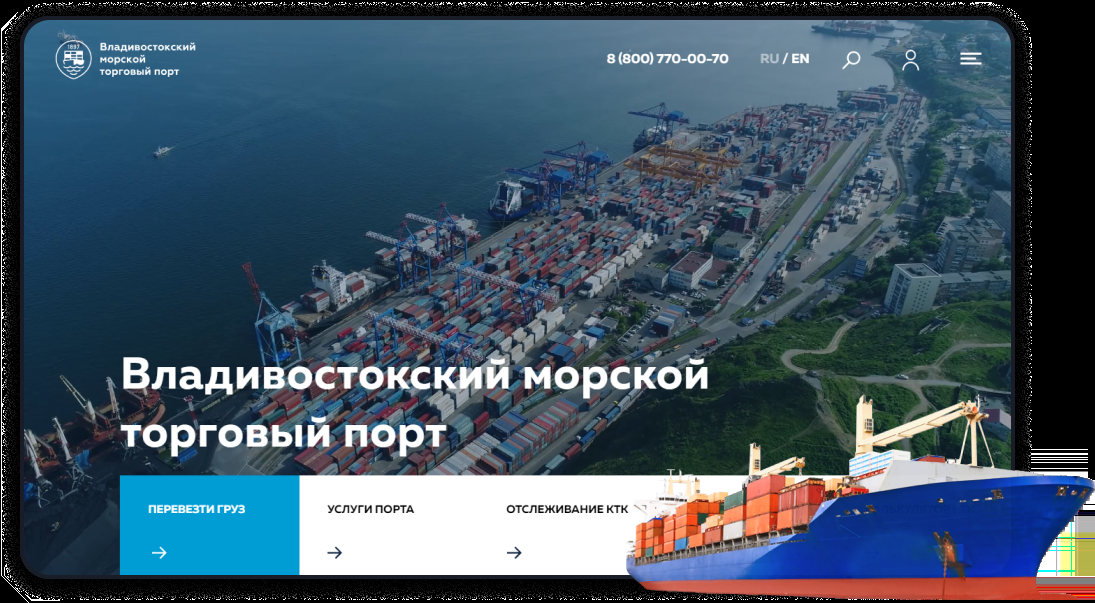 1897
Владивостокский
морской
торговый порт
8 (800) 770-00-70
RU / EN
Владивостокский морской
торговый порт
ПЕРЕВЕЗТИ ГРУЗ
УСЛУГИ ПОРТА
ОТСЛЕЖИВАНИЕ КТК